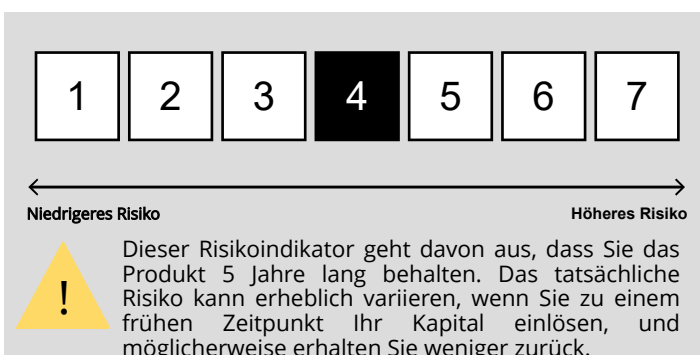 1 2 3 4 5 6 7
Niedrigeres Risiko Höheres Risiko
!
Dieser Risikoindikator geht davon aus, dass Sie das
Produkt 5 Jahre lang behalten. Das tatsächliche
Risiko kann erheblich variieren, wenn Sie zu einem
frühen Zeitpunkt Ihr Kapital einlösen, und
möglicherweise erhalten Sie weniger zurück.